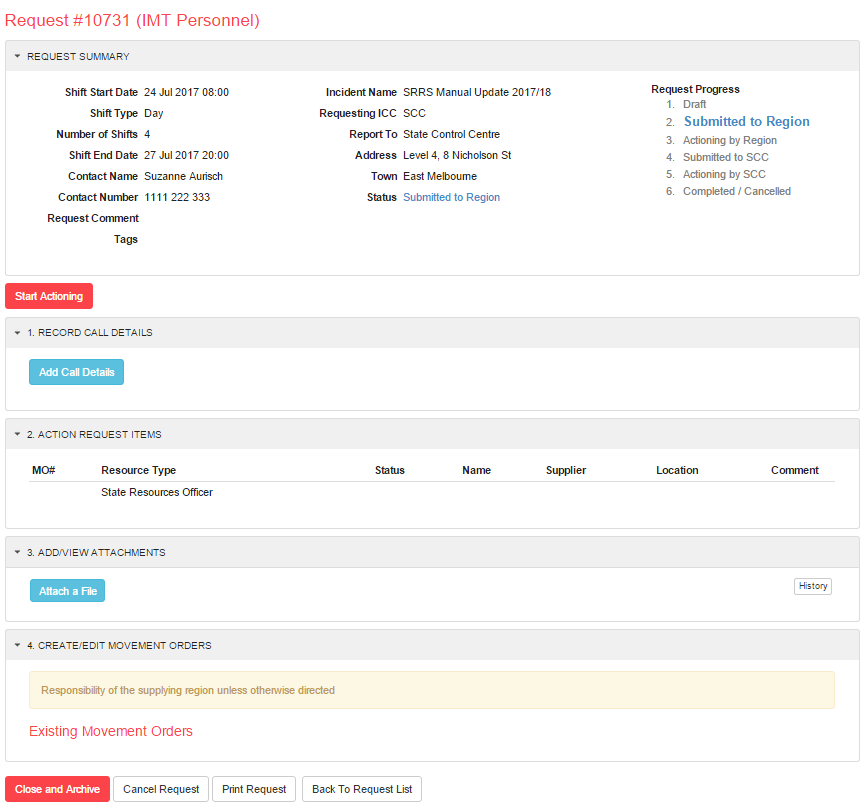 Request #10731 (IMT Personnel)
REQUEST SUMMARY
Shift Start Date 24 Jul 2017 08:00
Shift Type Day
Number of Shifts 4
Shift End Date 27 Jul 2017 20:00
Contact Name Suzanne Aurisch
Contact Number 1111 222 333
Request Comment
Tags
Incident Name SRRS Manual Update 2017/18
Requesting ICC SCC
Report To State Control Centre
Address Level 4, 8 Nicholson St
Town East Melbourne
Status Submitted to Region
Request Progress
1. Draft
2. Submitted to Region
3. Actioning by Region
4. Submitted to SCC
5. Actioning by SCC
6. Completed / Cancelled
Start Actioning
1. RECORD CALL DETAILS
Add Call Details
2. ACTION REQUEST ITEMS
MO# Resource Type Status Name Supplier Location Comment
State Resources Officer
3. ADD/VIEW ATTACHMENTS
Attach a File History
4. CREATE/EDIT MOVEMENT ORDERS
Responsibility of the supplying region unless otherwise directed
Existing Movement Orders
Close and Archive Cancel Request Print Request Back To Request List